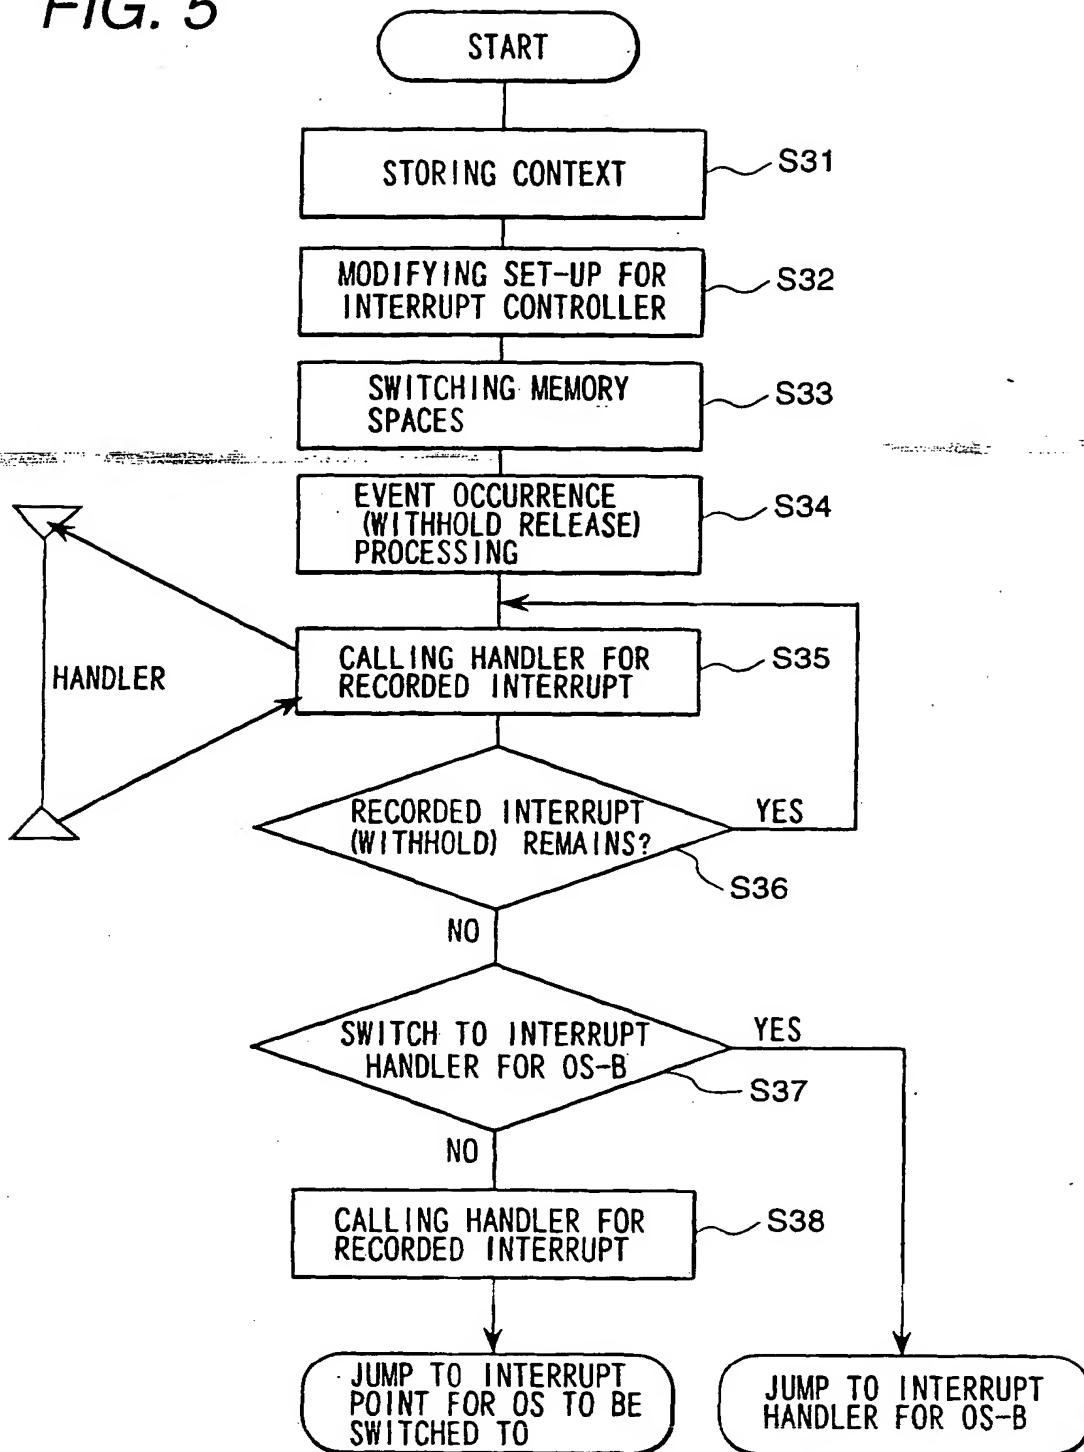 FIG. 5
START
STORING CONTEXT
S31
MODIFYING SET-UP FOR
INTERRUPT CONTROLLER
S32
SWITCHING MEMORY
SPACES
S33
EVENT OCCURRENCE
(WITHHOLD RELEASE)
PROCESSING
S34
HANDLER
CALLING HANDLER FOR
RECORDED INTERRUPT
S35
RECORDED INTERRUPT
(WITHHOLD) REMAINS?
YES
S36
NO
SWITCH TO INTERRUPT
HANDLER FOR OS-B
YES
S37
NO
CALLING HANDLER FOR
RECORDED INTERRUPT
S38
JUMP TO INTERRUPT
POINT FOR OS TO BE
SWITCHED TO
JUMP TO INTERRUPT
HANDLER FOR OS-B